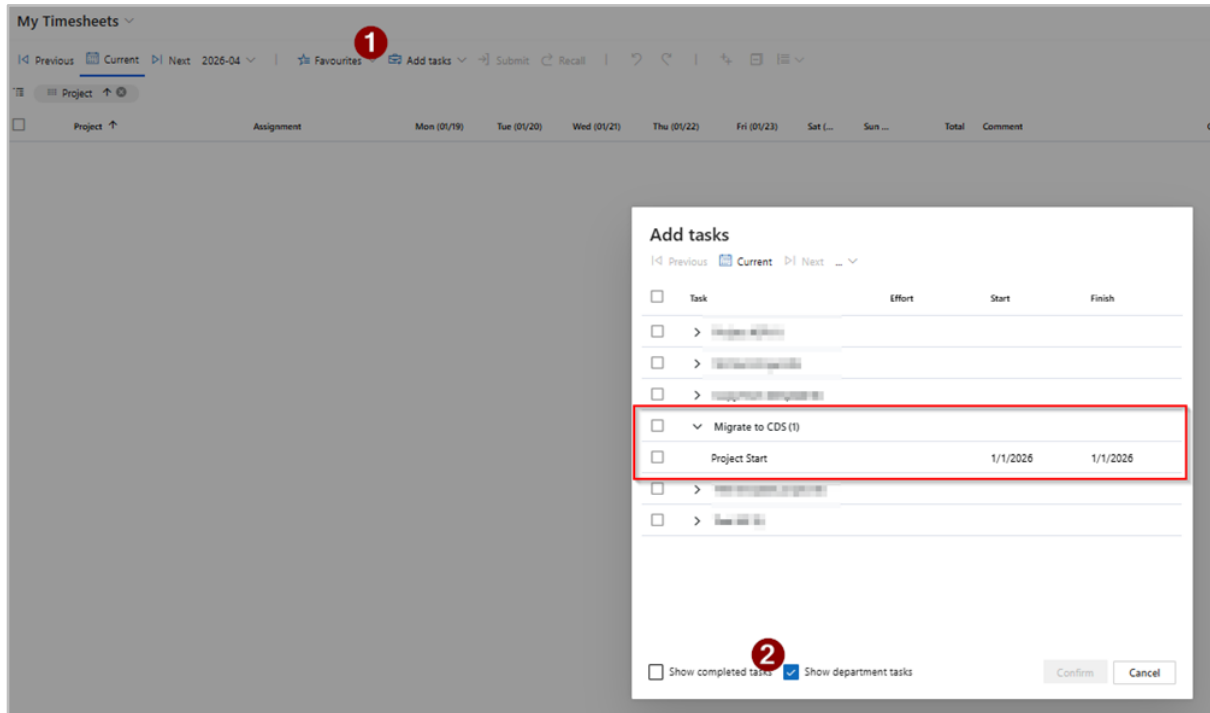 My Timesheets
1
Previous Current Next 2026-04 Favourites Add tasks Submit Recall
Project
Project Assignment Mon (01/19) Tue (01/20) Wed (01/21) Thu (01/22) Fri (01/23) Sat (... Sun ... Total Comment
Add tasks
Previous Current Next ...
Task Effort Start Finish
Migrate to CDS (1)
Project Start 1/1/2026 1/1/2026
2
Show completed tasks Show department tasks Confirm Cancel